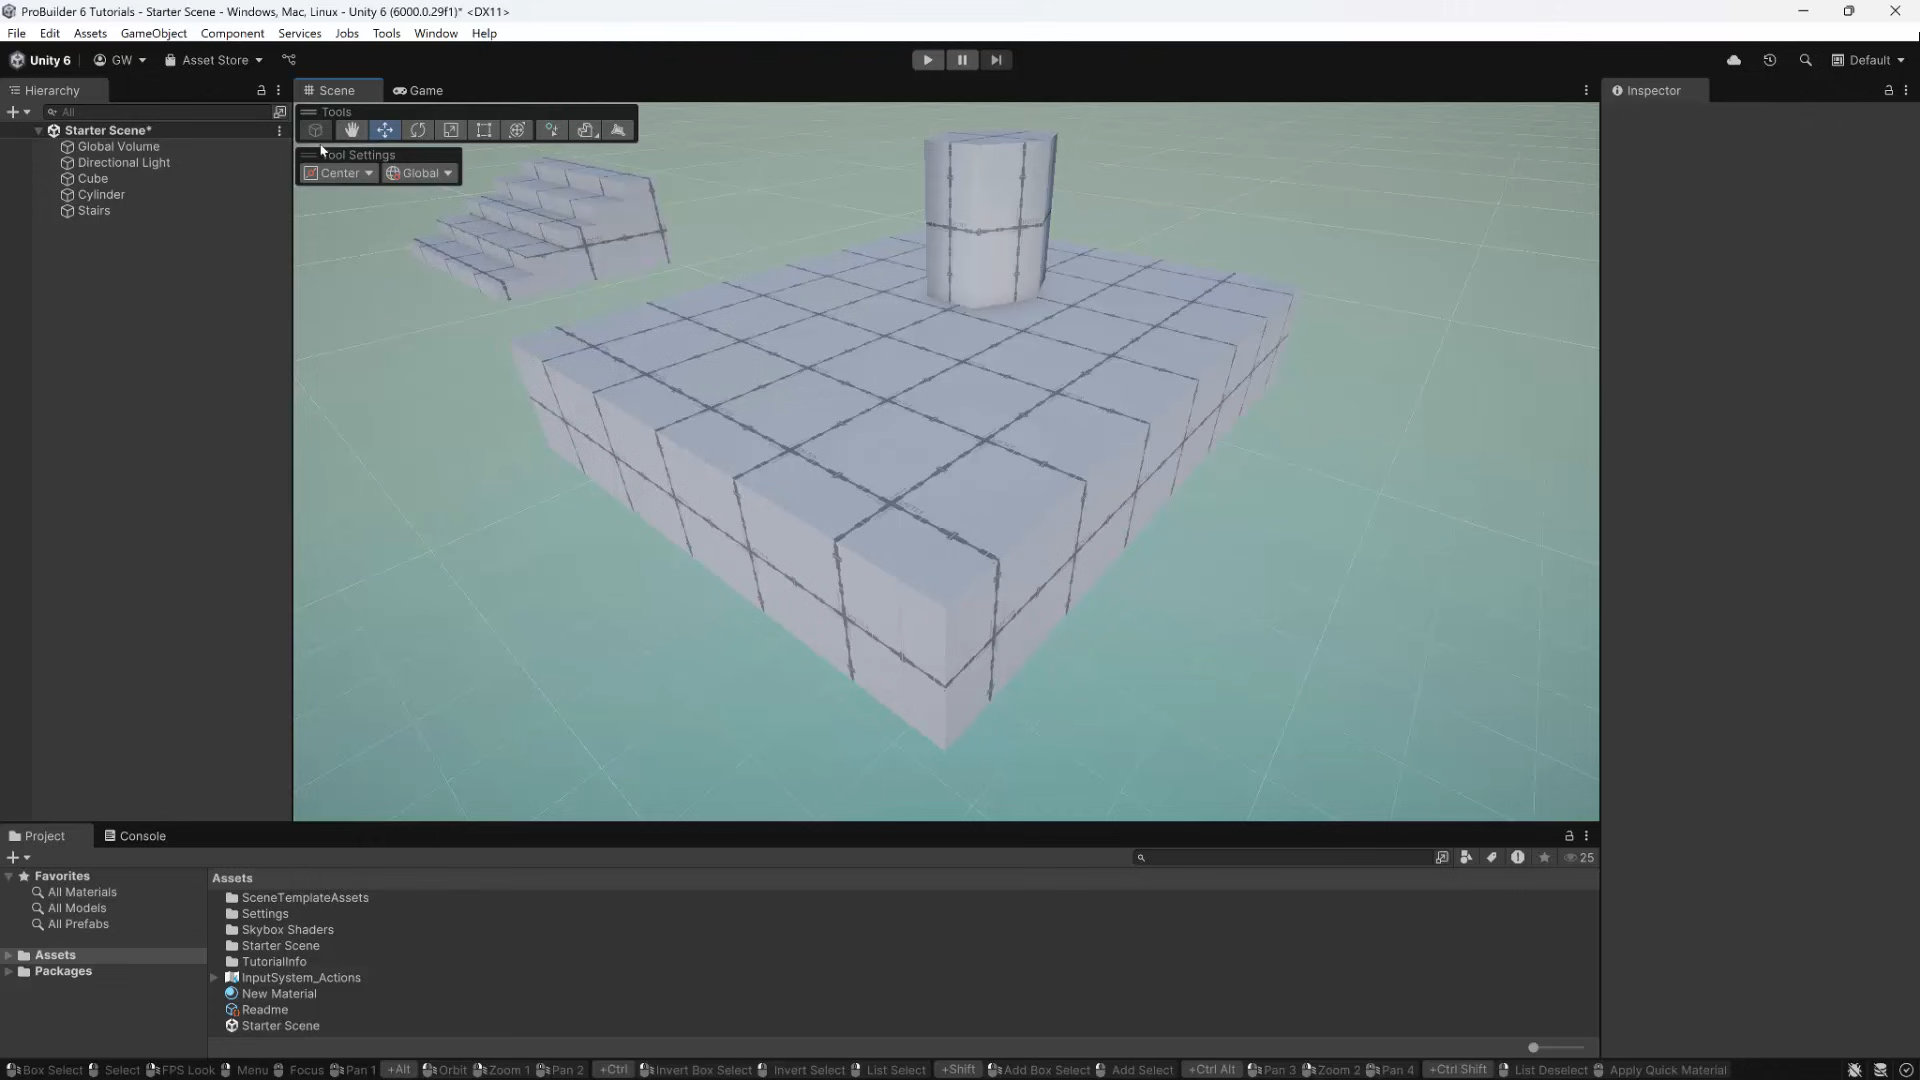 ProBuilder 6 Tutorials - Starter Scene - Windows, Mac, Linux - Unity 6 (6000.0.29f1)* <DX11>
File Edit Assets GameObject Component Services Jobs Tools Window Help
Unity 6 GW Asset Store Default
Hierarchy
All
Starter Scene*
Global Volume
Directional Light
Cube
Cylinder
Stairs
Scene Game
Tools
Tool Settings
Center Global
Inspector
Project Console
25
Favorites
All Materials
All Models
All Prefabs
Assets
Packages
Assets
SceneTemplateAssets
Settings
Skybox Shaders
Starter Scene
TutorialInfo
InputSystem_Actions
New Material
Readme
Starter Scene
Box Select Select FPS Look Menu Focus Pan 1 +Alt Orbit Zoom 1 Pan 2 +Ctrl Invert Box Select Invert Select List Select +Shift Add Box Select Add Select +Ctrl Alt Pan 3 Zoom 2 Pan 4 +Ctrl Shift List Deselect Apply Quick Material